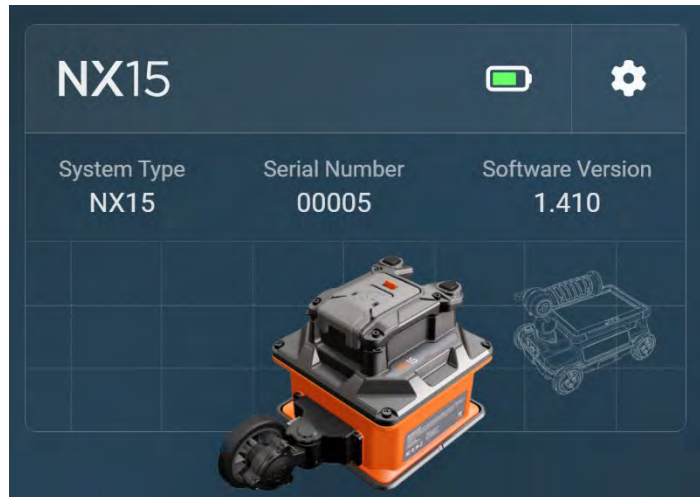 NX15
System Type
Serial Number
Software Version
NX15
00005
1.410